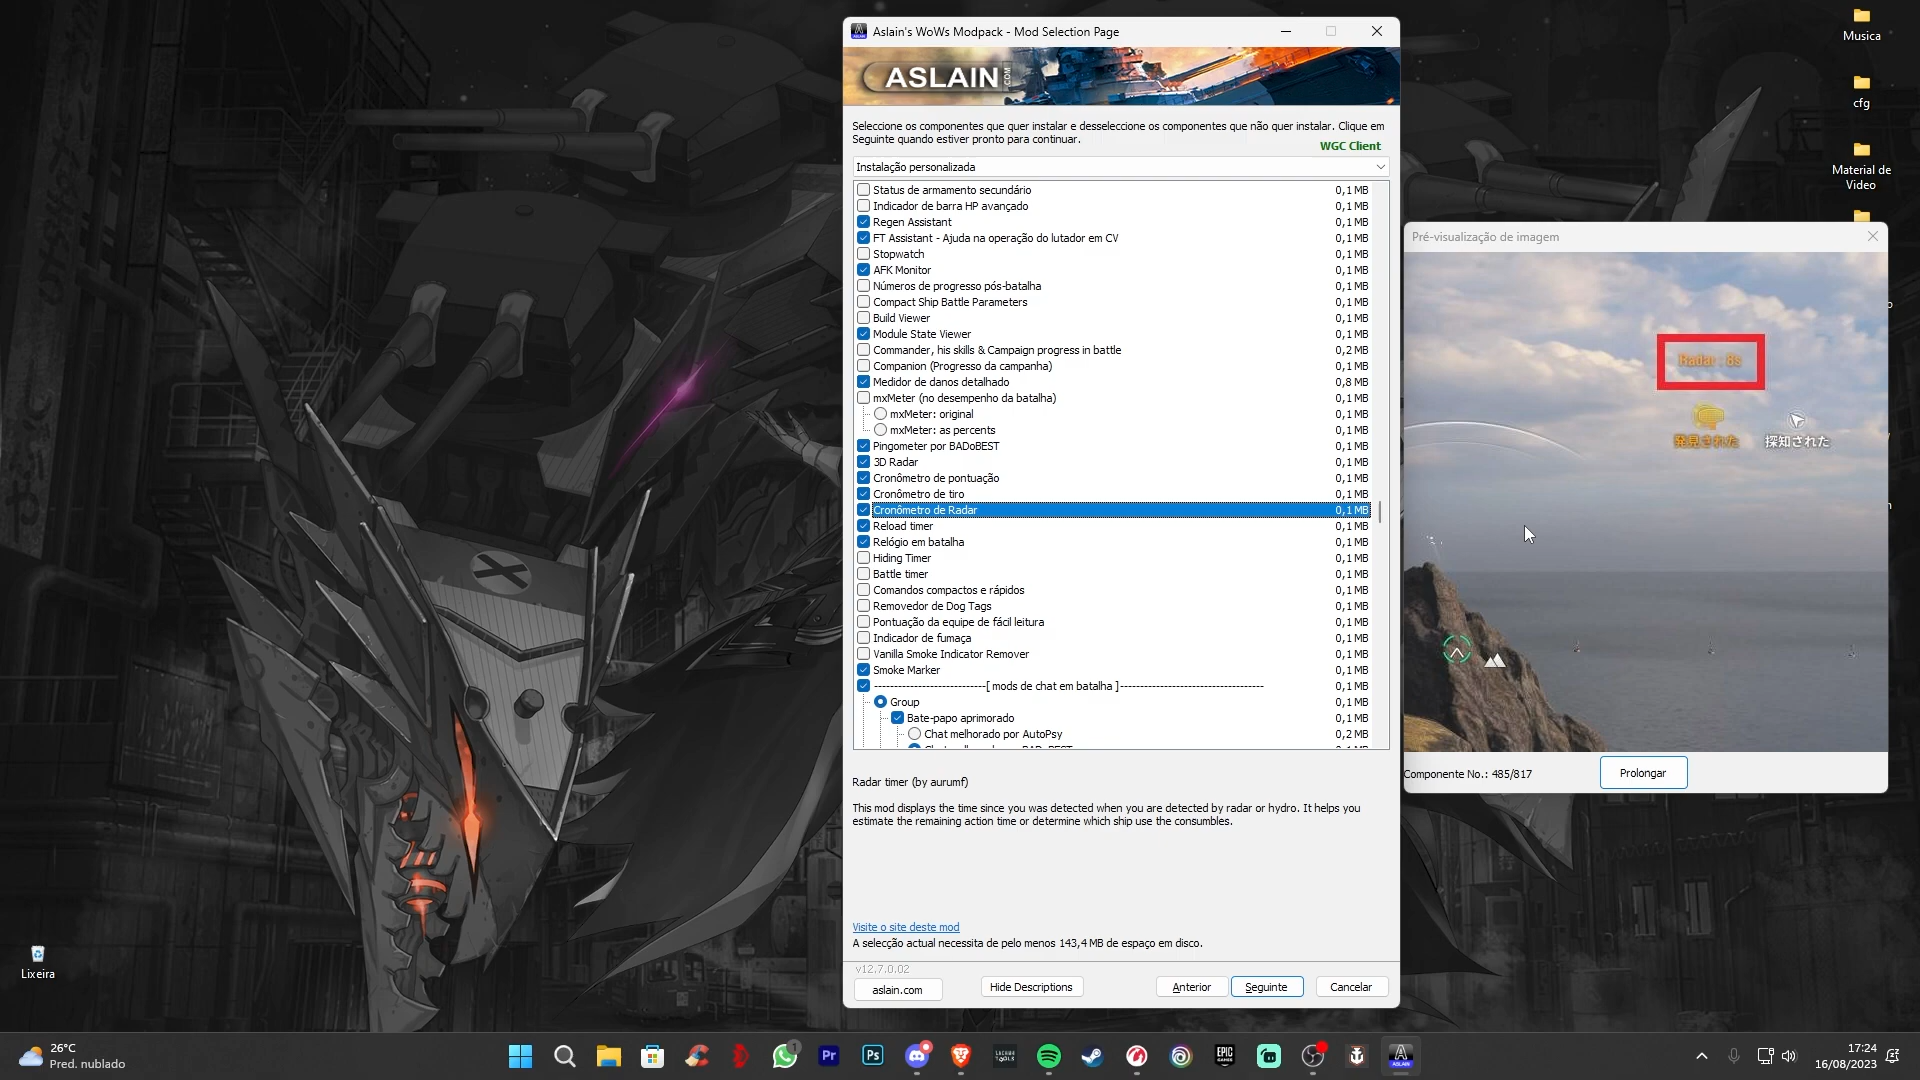 Aslain's WoWs Modpack - Mod Selection Page
ASLAIN.COM
Seleccione os componentes que quer instalar e desseleccione os componentes que não quer instalar. Clique em
Seguinte quando estiver pronto para continuar.
WGC Client
Instalação personalizada
Status de armamento secundário 0,1 MB
Indicador de barra HP avançado 0,1 MB
Regen Assistant 0,1 MB
FT Assistant - Ajuda na operação do lutador em CV 0,1 MB
Stopwatch 0,1 MB
AFK Monitor 0,1 MB
Números de progresso pós-batalha 0,1 MB
Compact Ship Battle Parameters 0,1 MB
Build Viewer 0,1 MB
Module State Viewer 0,1 MB
Commander, his skills & Campaign progress in battle 0,2 MB
Companion (Progresso da campanha) 0,1 MB
Medidor de danos detalhado 0,8 MB
mxMeter (no desempenho da batalha) 0,1 MB
mxMeter: original 0,1 MB
mxMeter: as percents 0,1 MB
Pingometer por BADoBEST 0,1 MB
3D Radar 0,1 MB
Cronômetro de pontuação 0,1 MB
Cronômetro de tiro 0,1 MB
Cronômetro de Radar 0,1 MB
Reload timer 0,1 MB
Relógio em batalha 0,1 MB
Hiding Timer 0,1 MB
Battle timer 0,1 MB
Comandos compactos e rápidos 0,1 MB
Removedor de Dog Tags 0,1 MB
Pontuação da equipe de fácil leitura 0,1 MB
Indicador de fumaça 0,1 MB
Vanilla Smoke Indicator Remover 0,1 MB
Smoke Marker 0,1 MB
----------------------------[ mods de chat em batalha ]------------------------------------ 0,1 MB
Group 0,1 MB
Bate-papo aprimorado 0,1 MB
Chat melhorado por AutoPsy 0,2 MB
Radar timer (by aurumf)
This mod displays the time since you was detected when you are detected by radar or hydro. It helps you
estimate the remaining action time or determine which ship use the consumbles.
Visite o site deste mod
A selecção actual necessita de pelo menos 143,4 MB de espaço em disco.
v12.7.0.02
aslain.com
Hide Descriptions
Anterior
Seguinte
Cancelar
Pré-visualização de imagem
Radar : 8s
発見された
探知された
Componente No.: 485/817
Prolongar
Musica
cfg
Material de
Video
Lixeira
26°C
Pred. nublado
1
Pr
Ps
LACHUN
TOOLS
EPIC
GAMES
ASLAIN
17:24
16/08/2023